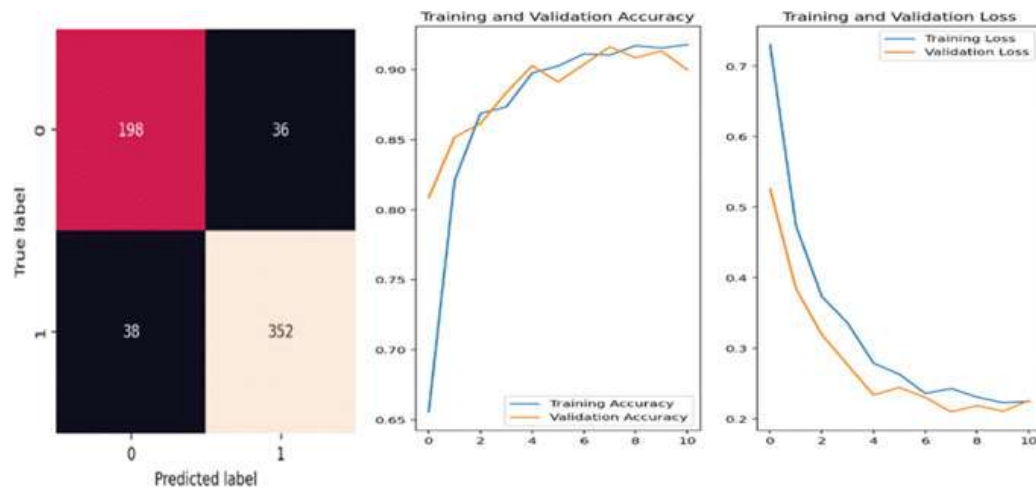 True label
0
1
198
36
38
352
0
1
Predicted label
Training and Validation Accuracy
0.90
0.85
0.80
0.75
0.70
0.65
Training Accuracy
Validation Accuracy
0 2 4 6 8 10
Training and Validation Loss
Training Loss
Validation Loss
0.7
0.6
0.5
0.4
0.3
0.2
0 2 4 6 8 10